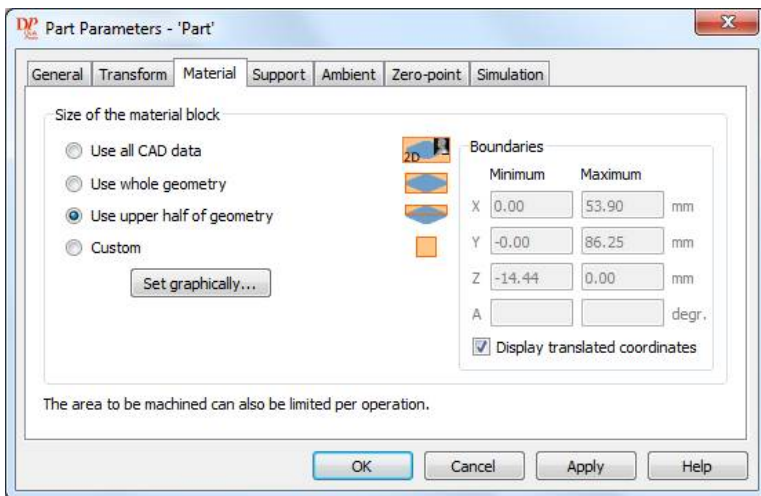 Part Parameters - 'Part'
General Transform Material Support Ambient Zero-point Simulation
Size of the material block
Use all CAD data
2D
Use whole geometry
Use upper half of geometry
Custom
Set graphically...
Boundaries
Minimum Maximum
X 0.00 53.90 mm
Y -0.00 86.25 mm
Z -14.44 0.00 mm
A degr.
Display translated coordinates
The area to be machined can also be limited per operation.
OK Cancel Apply Help